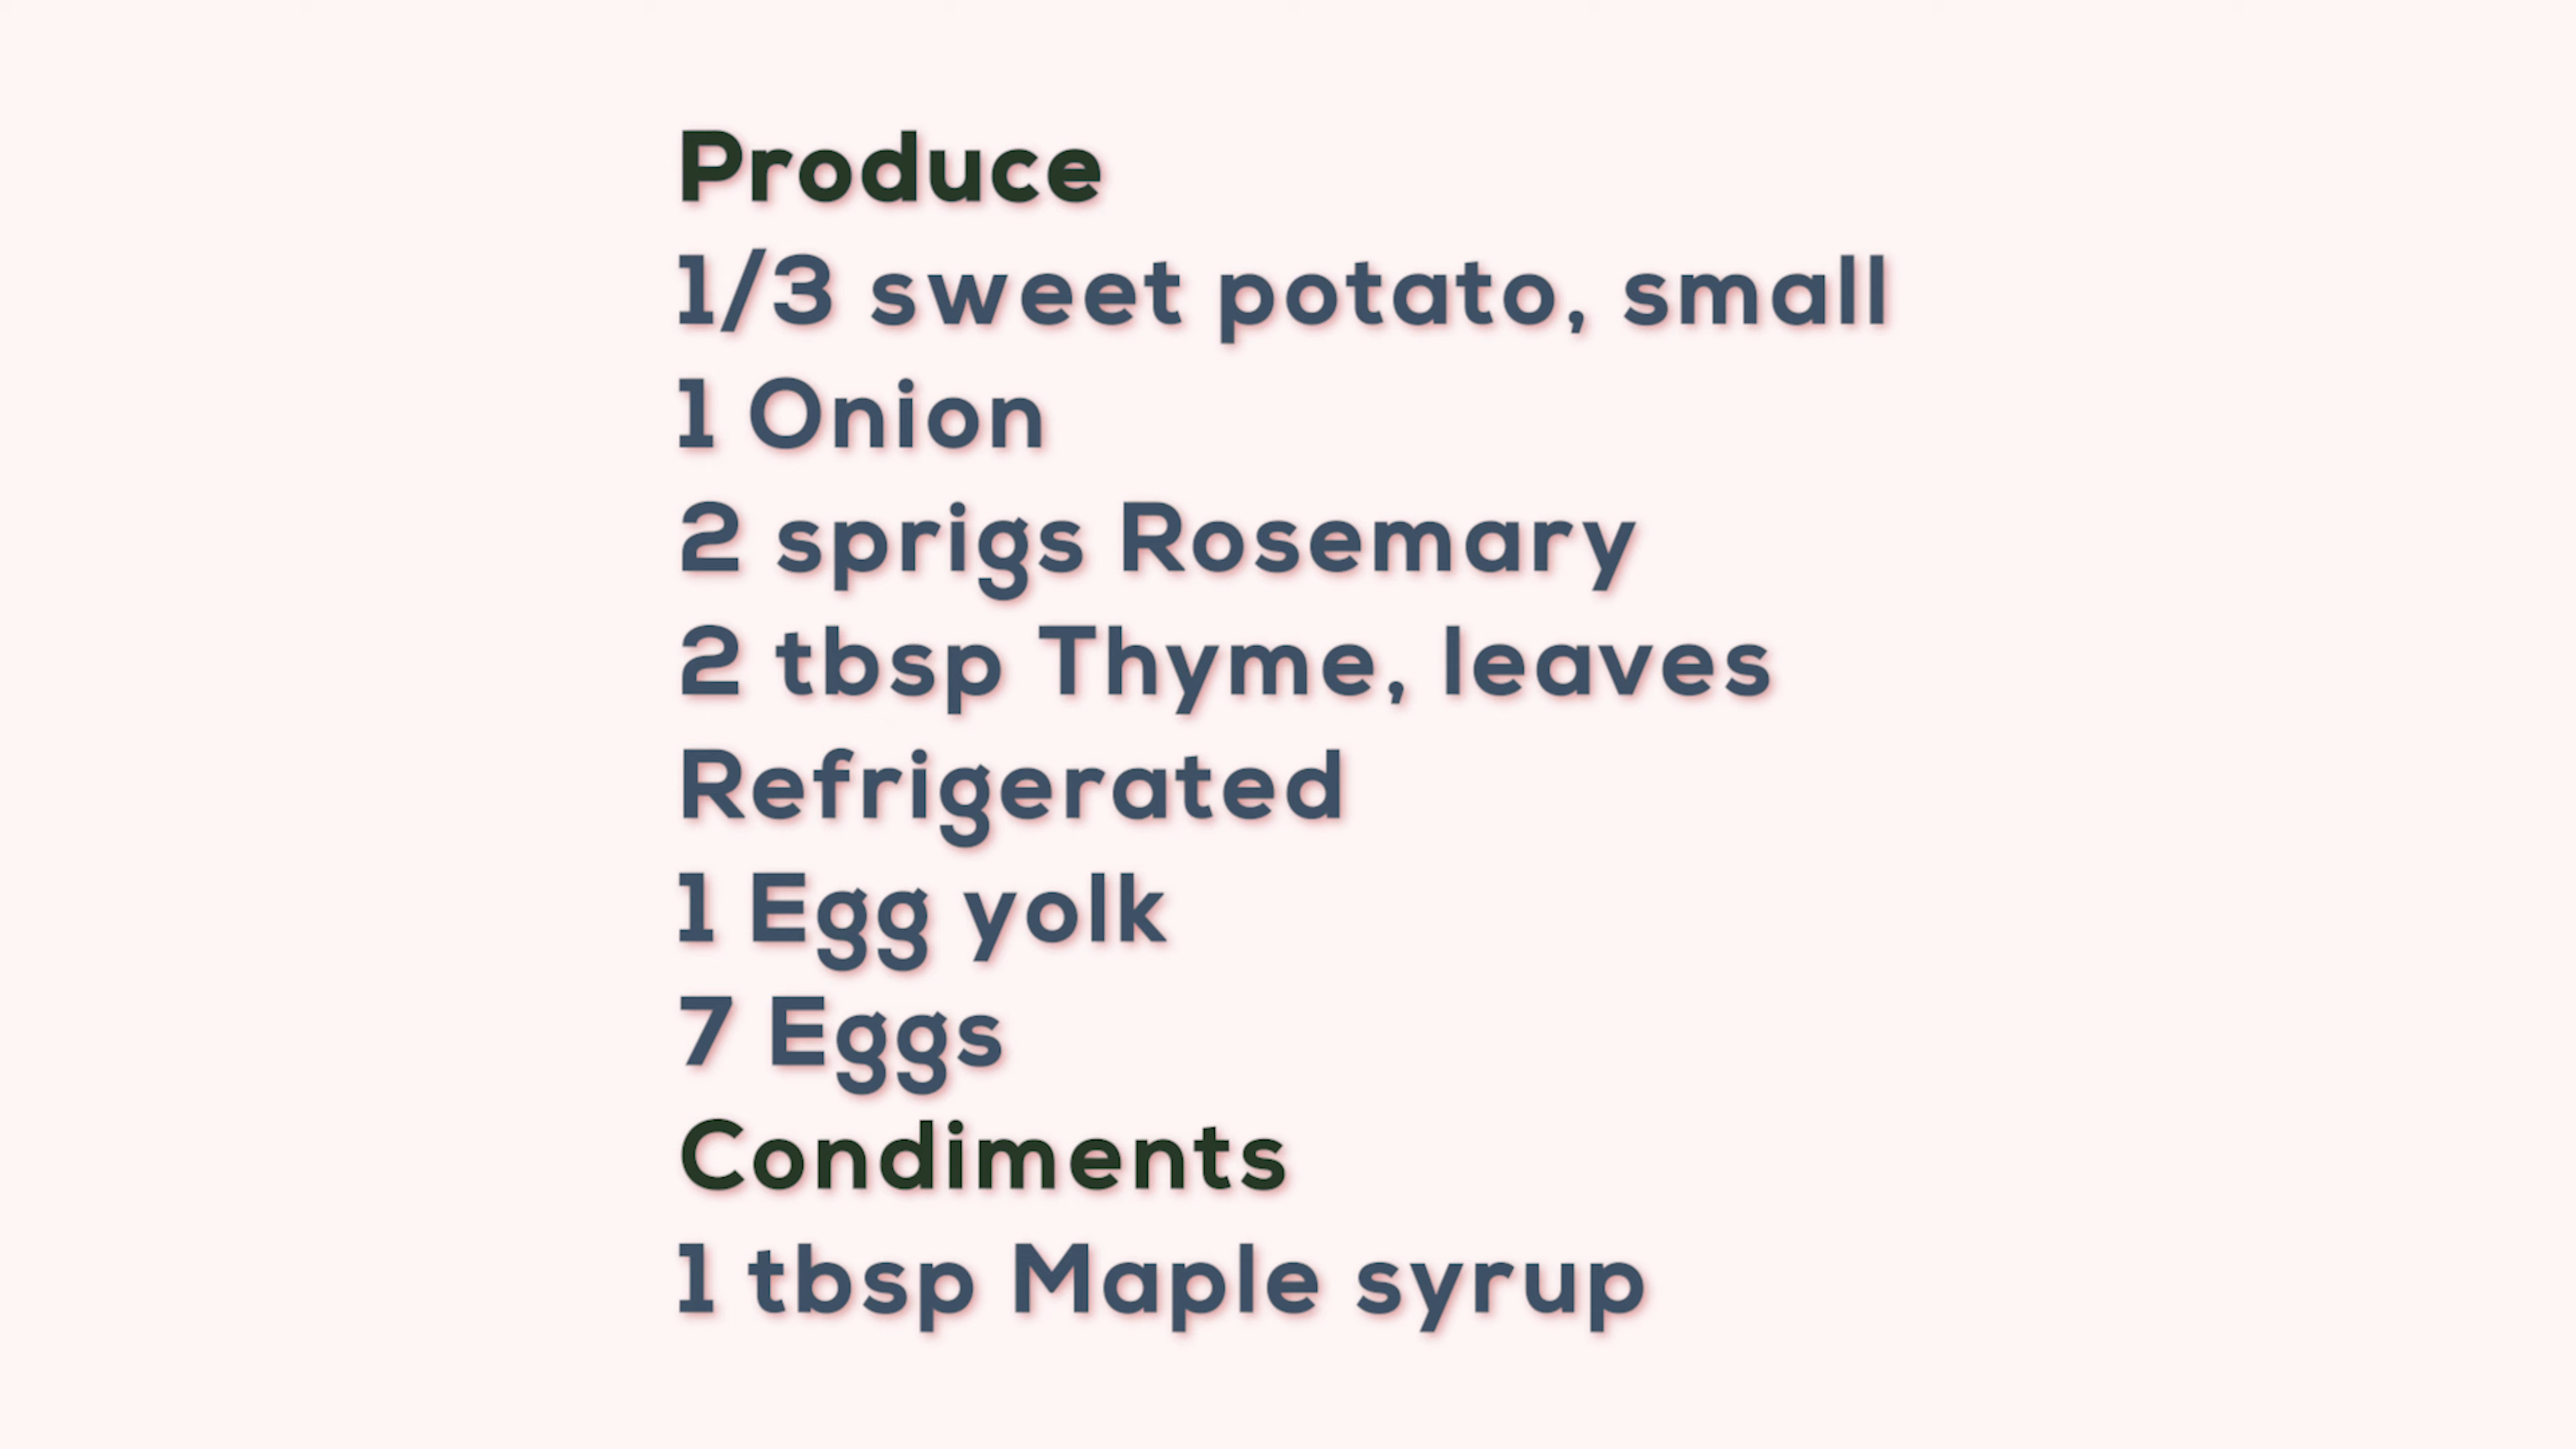 Produce
1/3 sweet potato, small
1 Onion
2 sprigs Rosemary
2 tbsp Thyme, leaves
Refrigerated
1 Egg yolk
7 Eggs
Condiments
1 tbsp Maple syrup